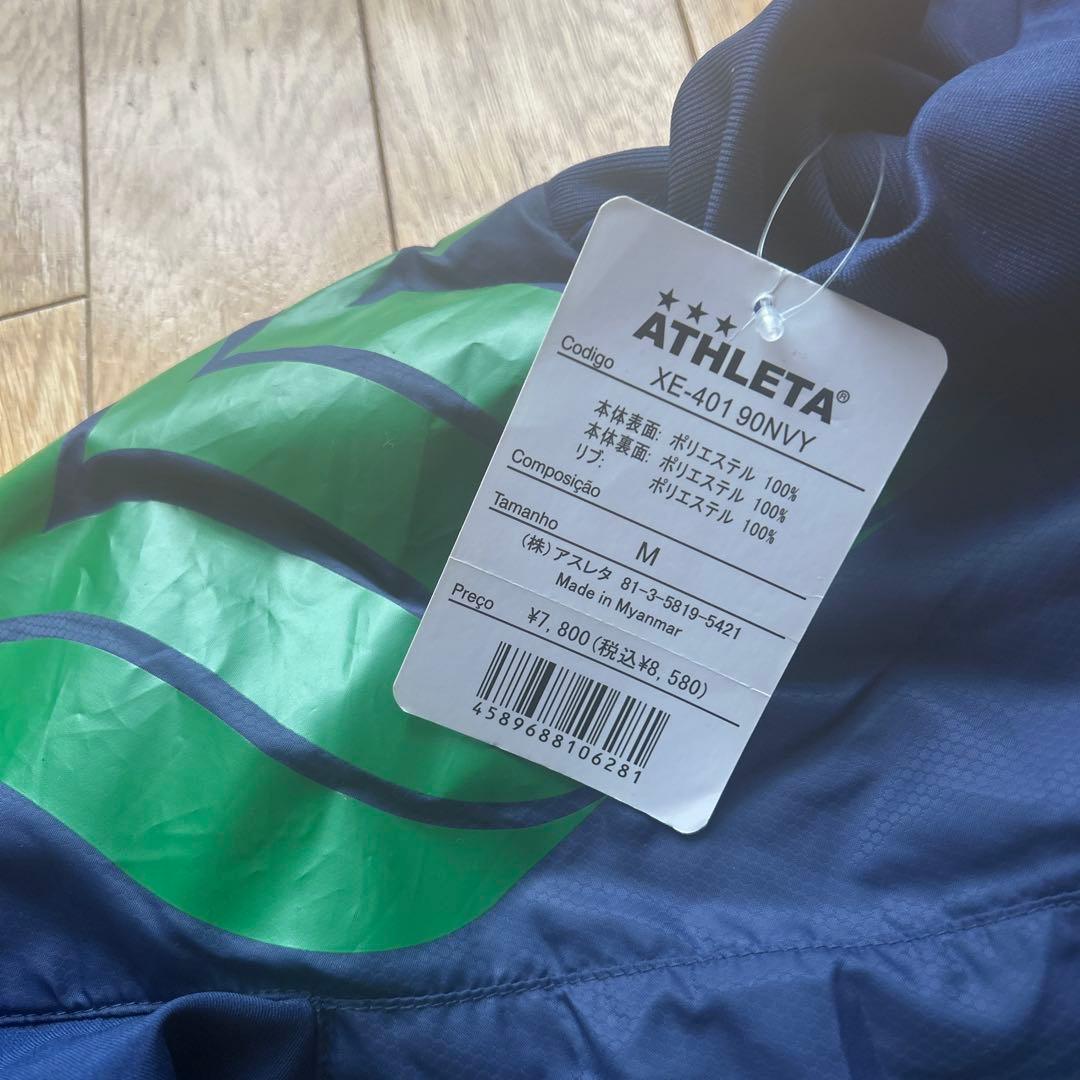 ★★★
ATHLETA®
Codigo XE-401 90NVY
本体表面: ポリエステル 100%
本体裏面: ポリエステル 100%
リブ: ポリエステル 100%
Composição
Tamanho M
(株)アスレタ 81-3-5819-5421
Made in Myanmar
Preço ¥7,800(税込¥8,580)
4589688106281